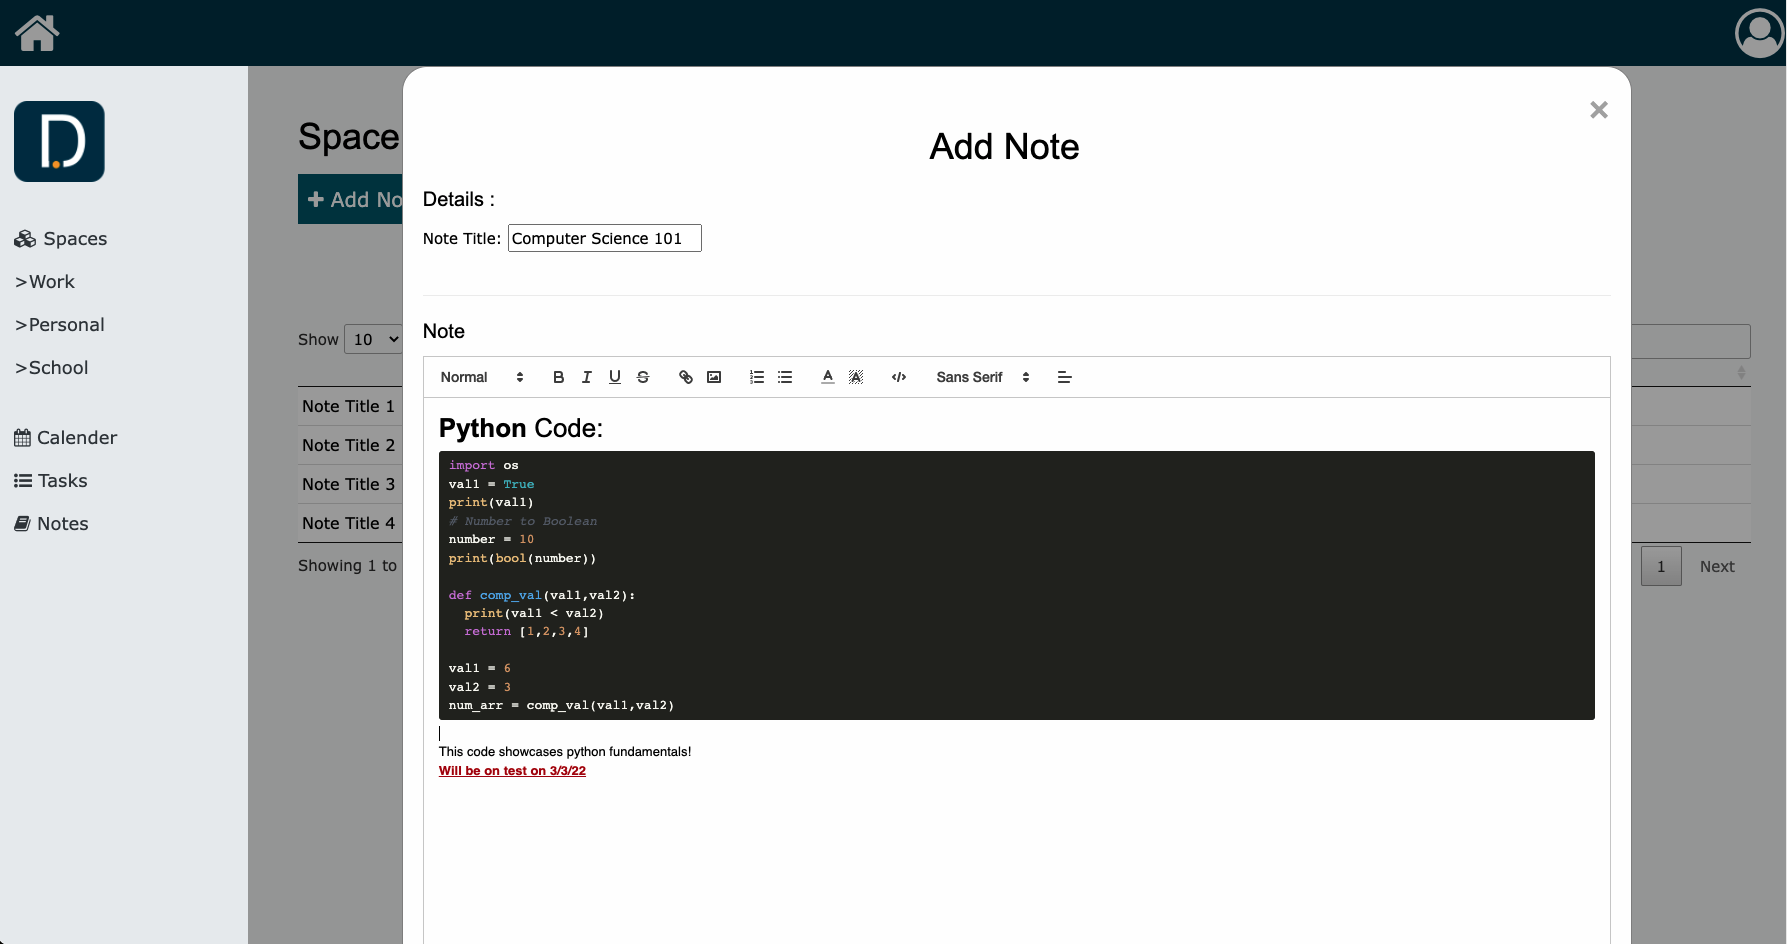 D
Spaces
>Work
>Personal
>School
Calender
Tasks
Notes
Space
Add No
Show 10
Note Title 1
Note Title 2
Note Title 3
Note Title 4
Showing 1 to
1 Next
×
Add Note
Details :
Note Title: Computer Science 101
Note
Normal B I U S A A </> Sans Serif
Python Code:
import os
val1 = True
print(val1)
# Number to Boolean
number = 10
print(bool(number))
def comp_val(val1,val2):
  print(val1 < val2)
  return [1,2,3,4]
val1 = 6
val2 = 3
num_arr = comp_val(val1,val2)
This code showcases python fundamentals!
Will be on test on 3/3/22